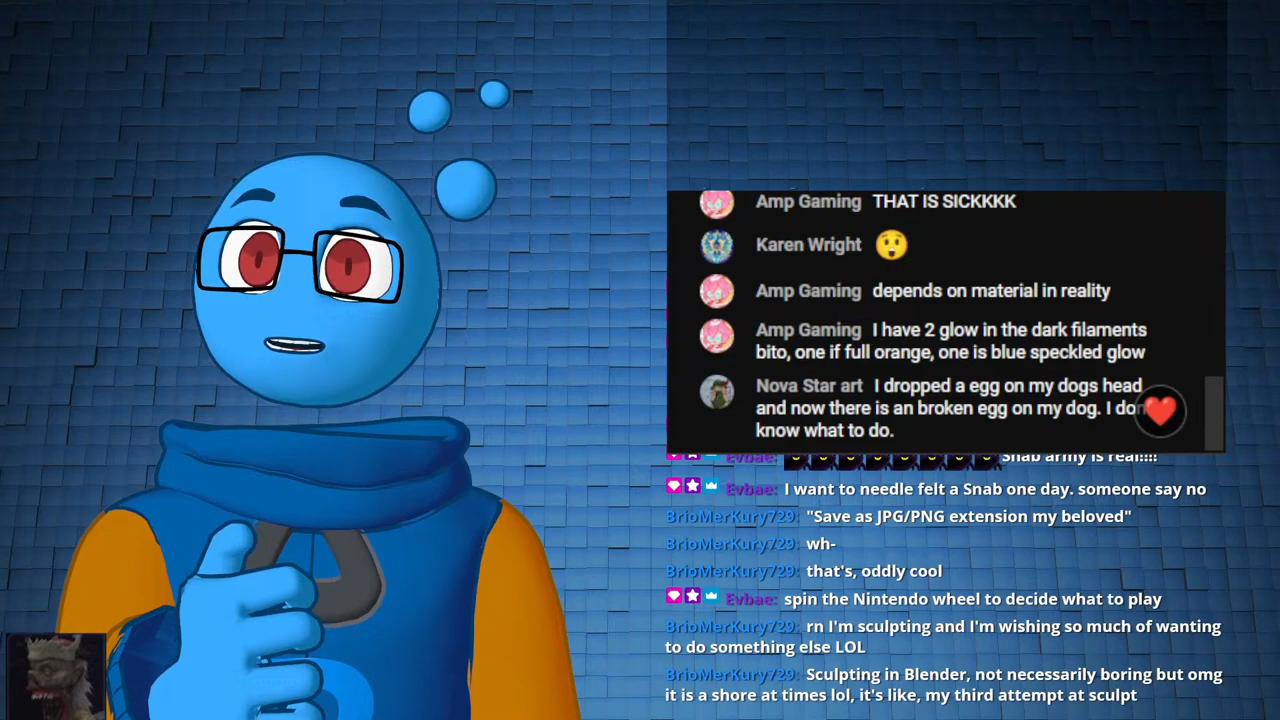 Amp Gaming THAT IS SICKKKK
Karen Wright 😲
Amp Gaming depends on material in reality
Amp Gaming I have 2 glow in the dark filaments
bito, one if full orange, one is blue speckled glow
Nova Star art I dropped a egg on my dogs head
and now there is an broken egg on my dog. I don
know what to do.
Evbae: Snab army is real!!!!
Evbae: I want to needle felt a Snab one day. someone say no
BrioMerKury729: "Save as JPG/PNG extension my beloved"
BrioMerKury729: wh-
BrioMerKury729: that's, oddly cool
Evbae: spin the Nintendo wheel to decide what to play
BrioMerKury729: rn I'm sculpting and I'm wishing so much of wanting
to do something else LOL
BrioMerKury729: Sculpting in Blender, not necessarily boring but omg
it is a shore at times lol, it's like, my third attempt at sculpt